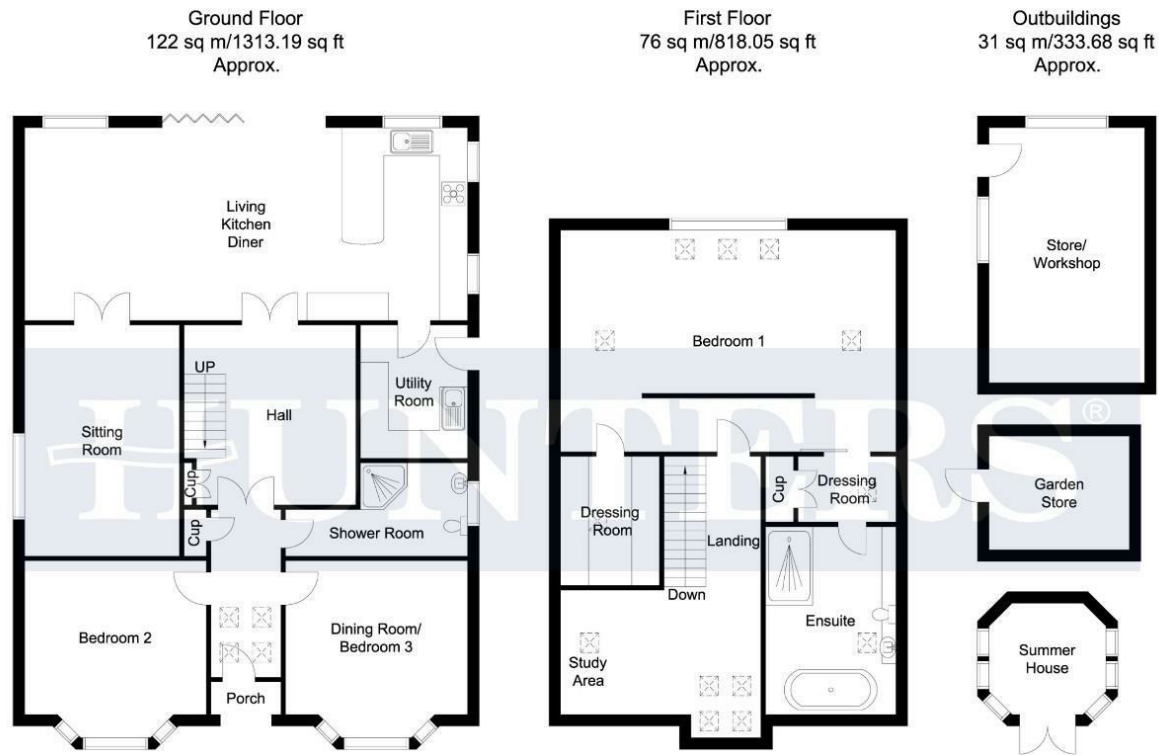 Ground Floor
122 sq m/1313.19 sq ft
Approx.
First Floor
76 sq m/818.05 sq ft
Approx.
Outbuildings
31 sq m/333.68 sq ft
Approx.
Living
Kitchen
Diner
UP
Hall
Utility
Room
Sitting
Room
Cup
Cup
Shower Room
Bedroom 2
Dining Room/
Bedroom 3
Porch
Bedroom 1
Cup
Dressing
Room
Dressing
Room
Landing
Down
Ensuite
Study
Area
Store/
Workshop
Garden
Store
Summer
House
HUNTERS®